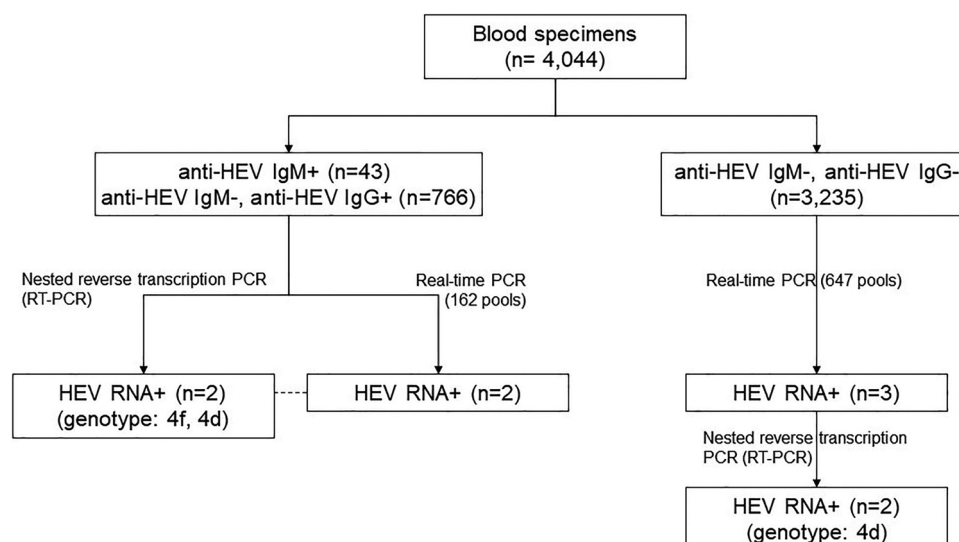 Blood specimens
(n= 4,044)
anti-HEV IgM+ (n=43)
anti-HEV IgM-, anti-HEV IgG+ (n=766)
anti-HEV IgM-, anti-HEV IgG-
(n=3,235)
Nested reverse transcription PCR
(RT-PCR)
Real-time PCR
(162 pools)
Real-time PCR (647 pools)
HEV RNA+ (n=2)
(genotype: 4f, 4d)
HEV RNA+ (n=2)
HEV RNA+ (n=3)
Nested reverse transcription
PCR (RT-PCR)
HEV RNA+ (n=2)
(genotype: 4d)